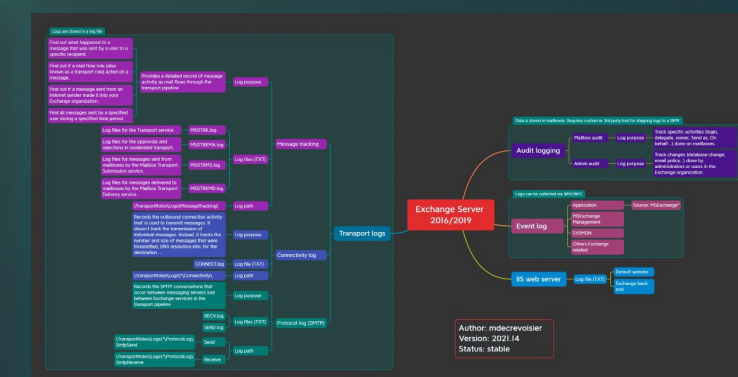 Logs are stored in a log file
Find out what happened to a
message that was sent by a user to a
specific recipient.
Find out if a mail flow rule (also
known as a transport rule) acted on a
message.
Find out if a message sent from an
Internet sender made it into your
Exchange organization.
Find all messages sent by a specified
user during a specified time period.
Provides a detailed record of message
activity as mail flows through the
transport pipeline
Log purpose
Log files for the Transport service
MSGTRK.log
Log files for the approvals and
rejections in moderated transport.
MSGTRKMA.log
Log files for messages sent from
mailboxes by the Mailbox Transport
Submission service.
MSGTRKMS.log
Log files for messages delivered to
mailboxes by the Mailbox Transport
Delivery service.
MSGTRKMD.log
Log files (TXT)
\TransportRoles\Logs\MessageTracking\
Log path
Message tracking
Records the outbound connection activity
that is used to transmit messages. It
doesn't track the transmission of
individual messages. Instead, it tracks the
number and size of messages that were
transmitted, DNS resolution info. for the
destination ...
Log purpose
CONNECT.log
Log file (TXT)
\TransportRoles\Logs\*\Connectivity\
Log path
Connectivity log
Records the SMTP conversations that
occur between messaging servers and
between Exchange services in the
transport pipeline
Log purpose
RECV.log
SEND.log
Log files (TXT)
\TransportRoles\Logs\*\ProtocolLog\
SmtpSend
Send
\TransportRoles\Logs\*\ProtocolLog\
SmtpReceive
Receive
Log path
Protocol log (SMTP)
Transport logs
Exchange Server
2016/2019
Data is stored in mailboxes. Requires custom or 3rd party tool for shipping logs to a SIEM
Audit logging
Mailbox audit
Log purpose
Track specific activities (login,
delegate, owner, Send as, On
behalf...) done on mailboxes.
Admin audit
Log purpose
Track changes (database change,
email policy...) done by
administrators or users in the
Exchange organization.
Logs can be collected via WEF/WEC
Event log
Application
Source: MSExchange*
MSExchange
Management
SYSMON
Others Exchange
related
IIS web server
Log file (TXT)
Default website
Exchange back
end
Author: mdecrevoisier
Version: 2021.14
Status: stable